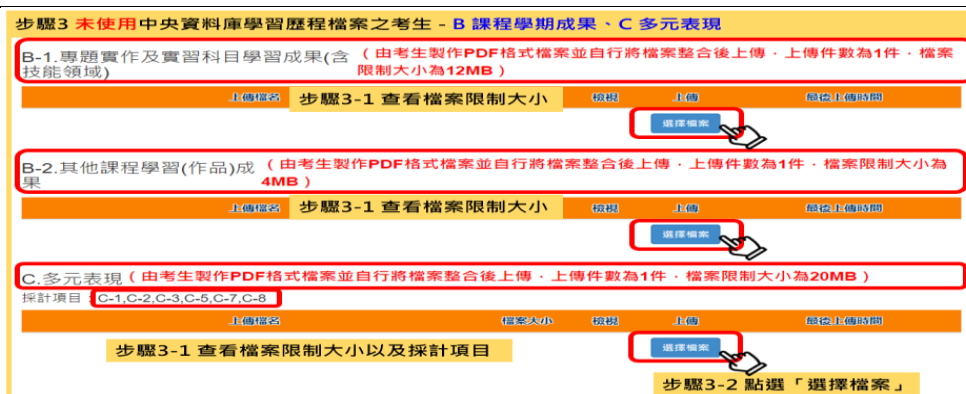 步驟3 未使用中央資料庫學習歷程檔案之考生 - B 課程學期成果、C 多元表現
B-1.專題實作及實習科目學習成果(含技能領域)
(由考生製作PDF格式檔案並自行將檔案整合後上傺，上傳件數為1件，檔案限制大小為12MB)
上傳檔名 步驟3-1 查看檔案限制大小 檢視 上傳 最後上傳時間
選擇檔案
B-2.其他課程學習(作品)成果
(由考生製作PDF格式檔案並自行將檔案整合後上傳，上傳件數為1件，檔案限制大小為4MB)
上傳檔名 步驟3-1 查看檔案限制大小 檢視 上傳 最後上傳時間
選擇檔案
C.多元表現(由考生製作PDF格式檔案並自行將檔案整合後上傳，上傳件數為1件，檔案限制大小為20MB)
採計項目：C-1,C-2,C-3,C-5,C-7,C-8
上傳檔名 檔案大小 檢視 上傳 最後上傳時間
步驟3-1 查看檔案限制大小以及採計項目
選擇檔案
步驟3-2 點選「選擇檔案」